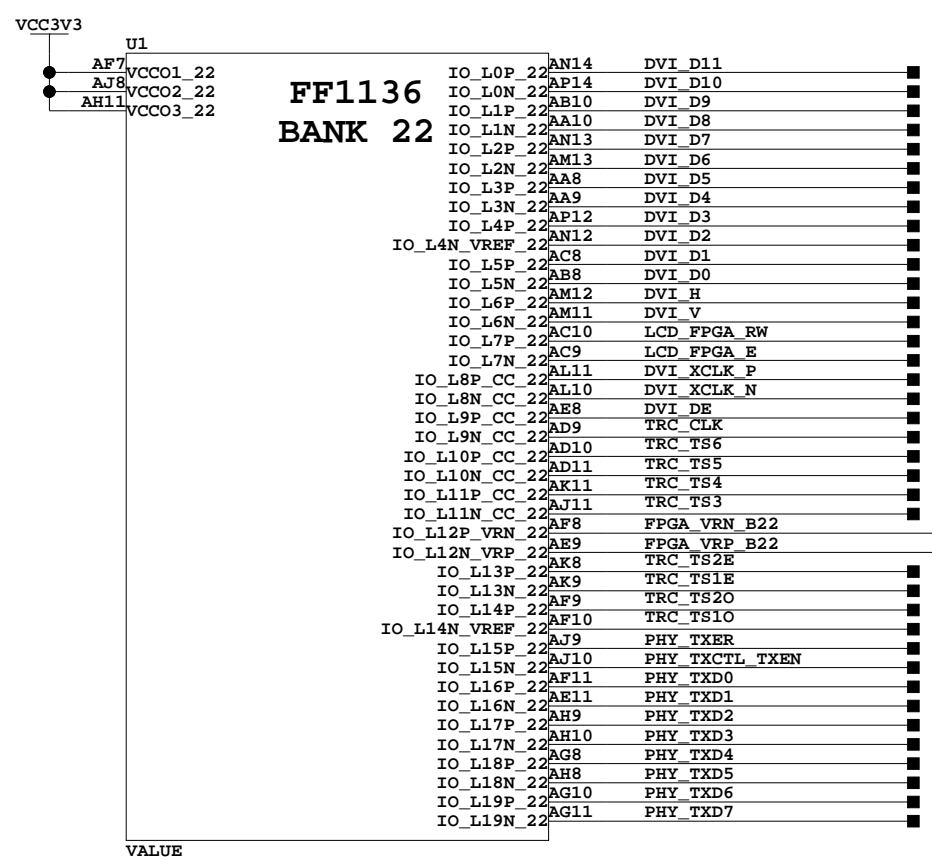 VCC3V3
U1
AF7 VCCO1_22
AJ8 VCCO2_22
AH11 VCCO3_22
FF1136
BANK 22
IO_L0P_22 AN14 DVI_D11
IO_L0N_22 AP14 DVI_D10
IO_L1P_22 AB10 DVI_D9
IO_L1N_22 AA10 DVI_D8
IO_L2P_22 AN13 DVI_D7
IO_L2N_22 AM13 DVI_D6
IO_L3P_22 AA8 DVI_D5
IO_L3N_22 AA9 DVI_D4
IO_L4P_22 AP12 DVI_D3
IO_L4N_VREF_22 AN12 DVI_D2
IO_L5P_22 AC8 DVI_D1
IO_L5N_22 AB8 DVI_D0
IO_L6P_22 AM12 DVI_H
IO_L6N_22 AM11 DVI_V
IO_L7P_22 AC10 LCD_FPGA_RW
IO_L7N_22 AC9 LCD_FPGA_E
IO_L8P_CC_22 AL11 DVI_XCLK_P
IO_L8N_CC_22 AL10 DVI_XCLK_N
IO_L9P_CC_22 AE8 DVI_DE
IO_L9N_CC_22 AD9 TRC_CLK
IO_L10P_CC_22 AD10 TRC_TS6
IO_L10N_CC_22 AD11 TRC_TS5
IO_L11P_CC_22 AK11 TRC_TS4
IO_L11N_CC_22 AJ11 TRC_TS3
IO_L12P_VRN_22 AF8 FPGA_VRN_B22
IO_L12N_VRP_22 AE9 FPGA_VRP_B22
IO_L13P_22 AK8 TRC_TS2E
IO_L13N_22 AK9 TRC_TS1E
IO_L14P_22 AF9 TRC_TS2O
IO_L14N_VREF_22 AF10 TRC_TS1O
IO_L15P_22 AJ9 PHY_TXER
IO_L15N_22 AJ10 PHY_TXCTL_TXEN
IO_L16P_22 AF11 PHY_TXD0
IO_L16N_22 AE11 PHY_TXD1
IO_L17P_22 AH9 PHY_TXD2
IO_L17N_22 AH10 PHY_TXD3
IO_L18P_22 AG8 PHY_TXD4
IO_L18N_22 AH8 PHY_TXD5
IO_L19P_22 AG10 PHY_TXD6
IO_L19N_22 AG11 PHY_TXD7
VALUE